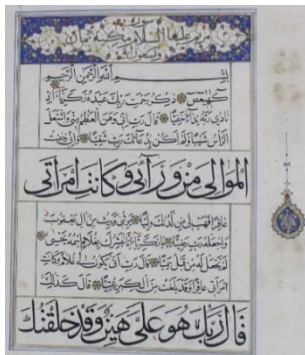 بسم الله الرحمن الرحيم
كهيعص ذكر رحمت ربك عبده زكريا إذ
نادى ربه نداء خفيا قال رب إني وهن العظم مني واشتعل
الرأس شيبا ولم أكن بدعائك رب شقيا وإني خفت
الموالي من ورائي وكانت امرأتي
عاقرا فهب لي من لدنك وليا يرثني ويرث من آل يعقوب
واجعله رب رضيا يا زكريا إنا نبشرك بغلام اسمه يحيى
لم نجعل له من قبل سميا قال رب أنى يكون لي غلام وكانت
امرأتي عاقرا وقد بلغت من الكبر عتيا قال كذلك
قال ربك هو علي هين وقد خلقتك